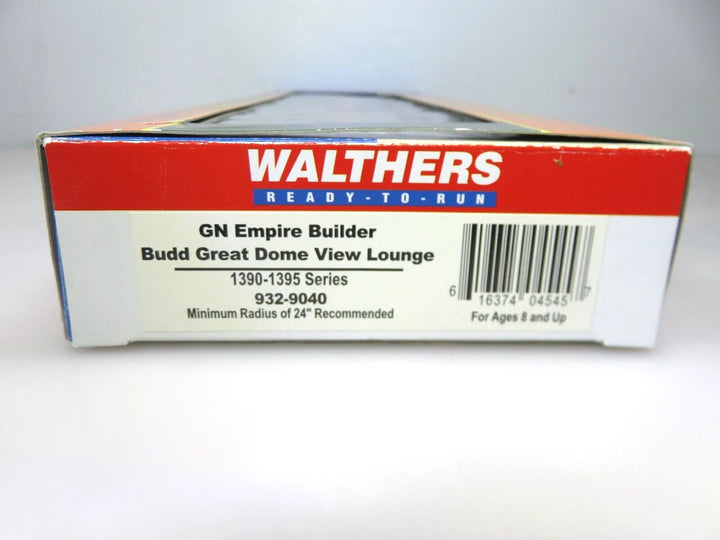 WALTHERS
READY-TO-RUN
GN Empire Builder
Budd Great Dome View Lounge
1390-1395 Series
932-9040
Minimum Radius of 24" Recommended
6 16374 04545 7
For Ages 8 and Up